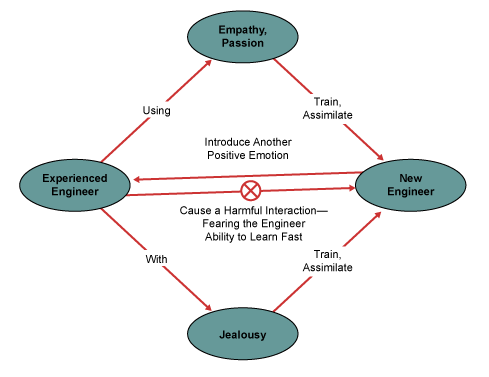 Empathy,
Passion
Using
Train,
Assimilate
Introduce Another
Positive Emotion
Experienced
Engineer
New
Engineer
Cause a Harmful Interaction—
Fearing the Engineer
Ability to Learn Fast
With
Train,
Assimilate
Jealousy